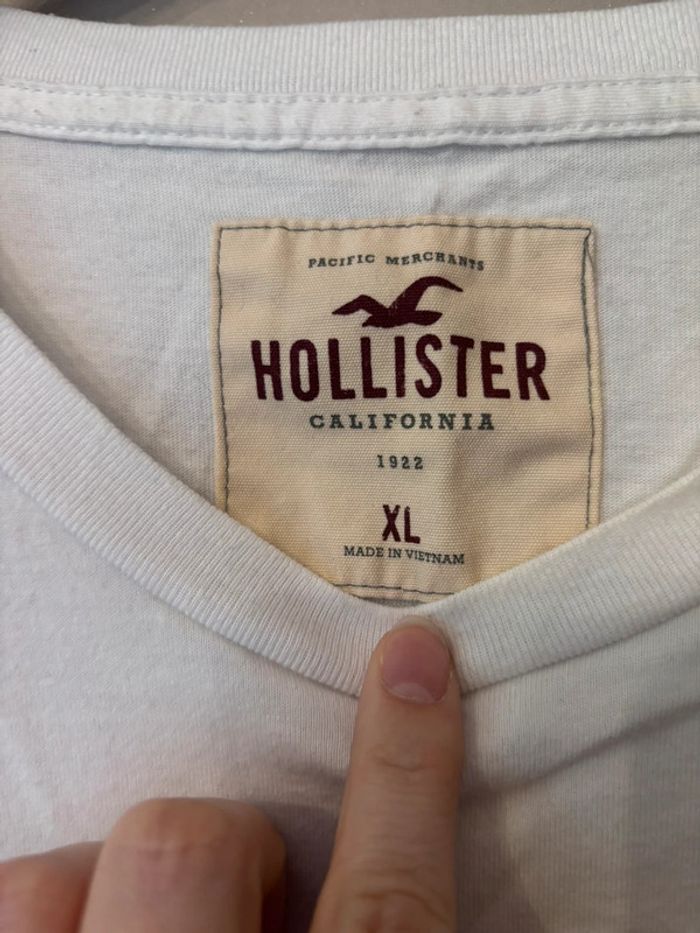 PACIFIC MERCHANTS
HOLLISTER
CALIFORNIA
1922
XL
MADE IN VIETNAM